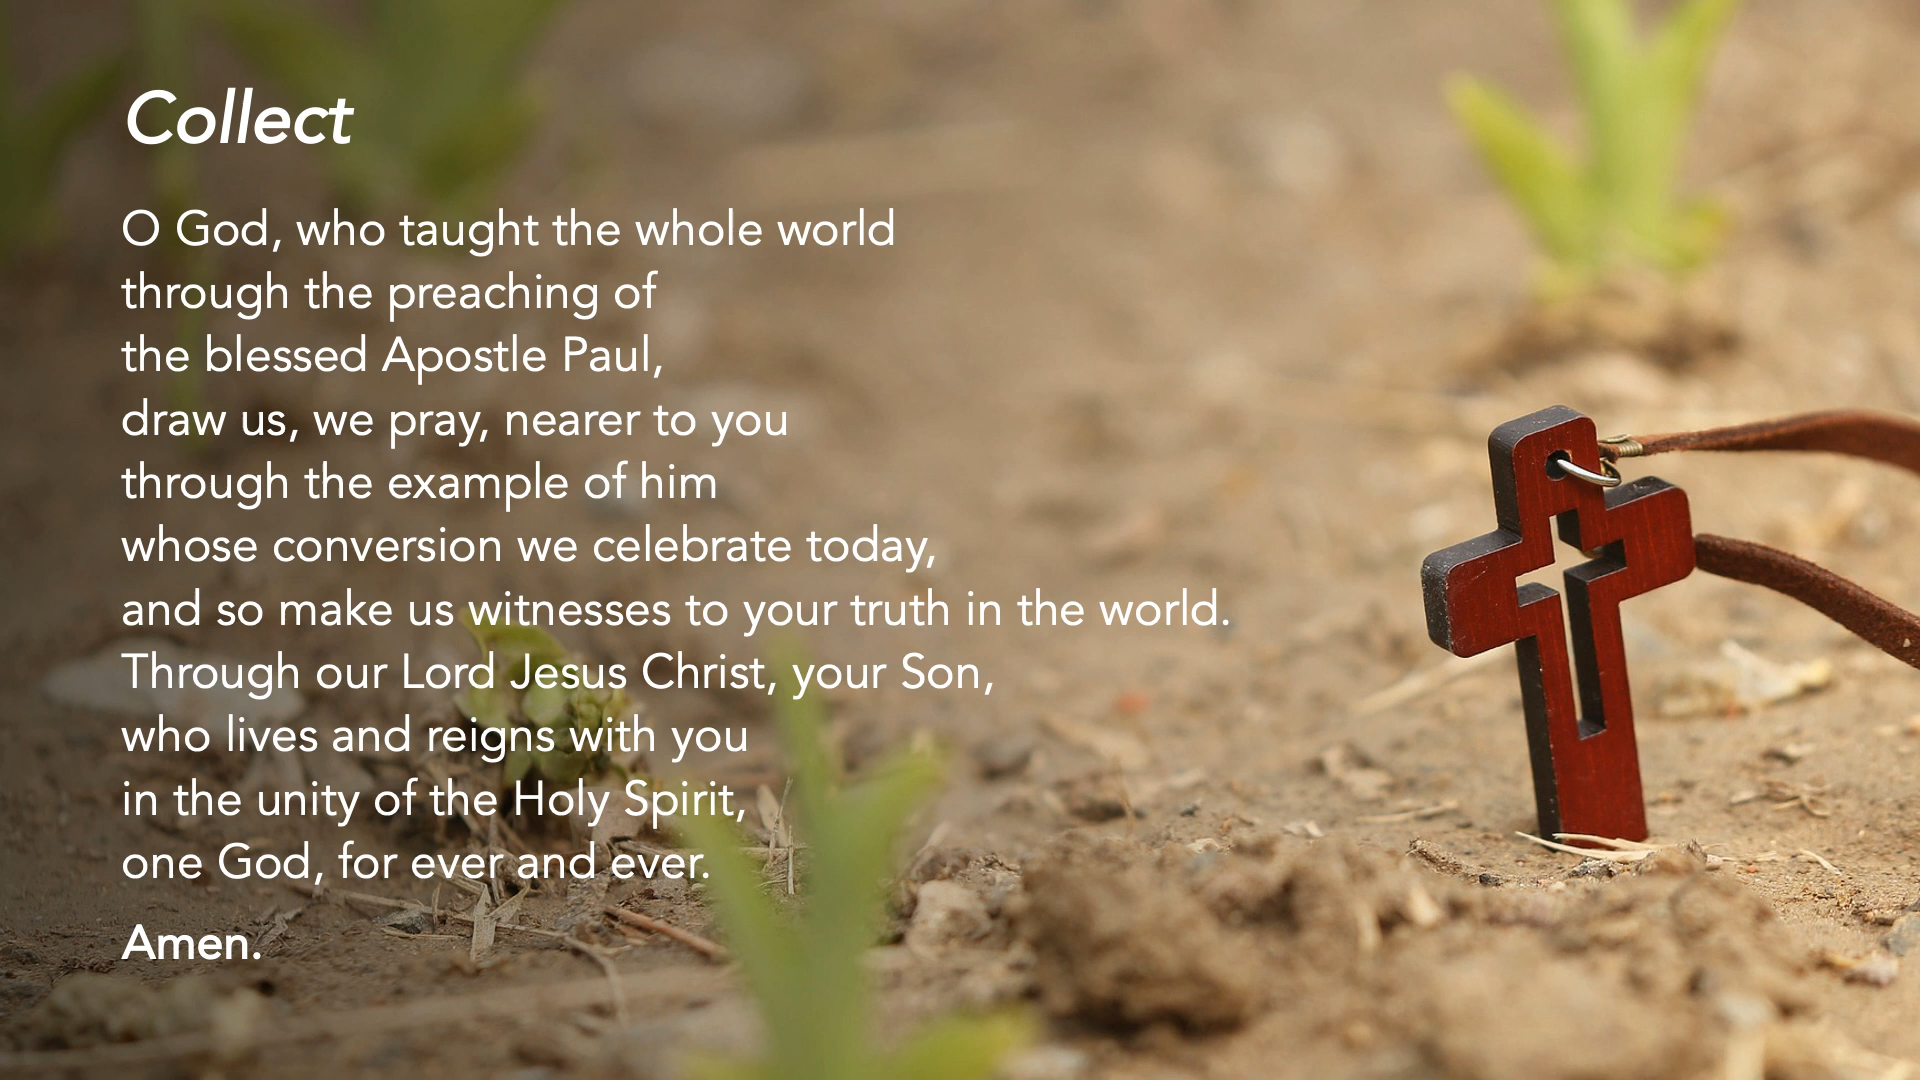 Collect
O God, who taught the whole world
through the preaching of
the blessed Apostle Paul,
draw us, we pray, nearer to you
through the example of him
whose conversion we celebrate today,
and so make us witnesses to your truth in the world.
Through our Lord Jesus Christ, your Son,
who lives and reigns with you
in the unity of the Holy Spirit,
one God, for ever and ever.
Amen.